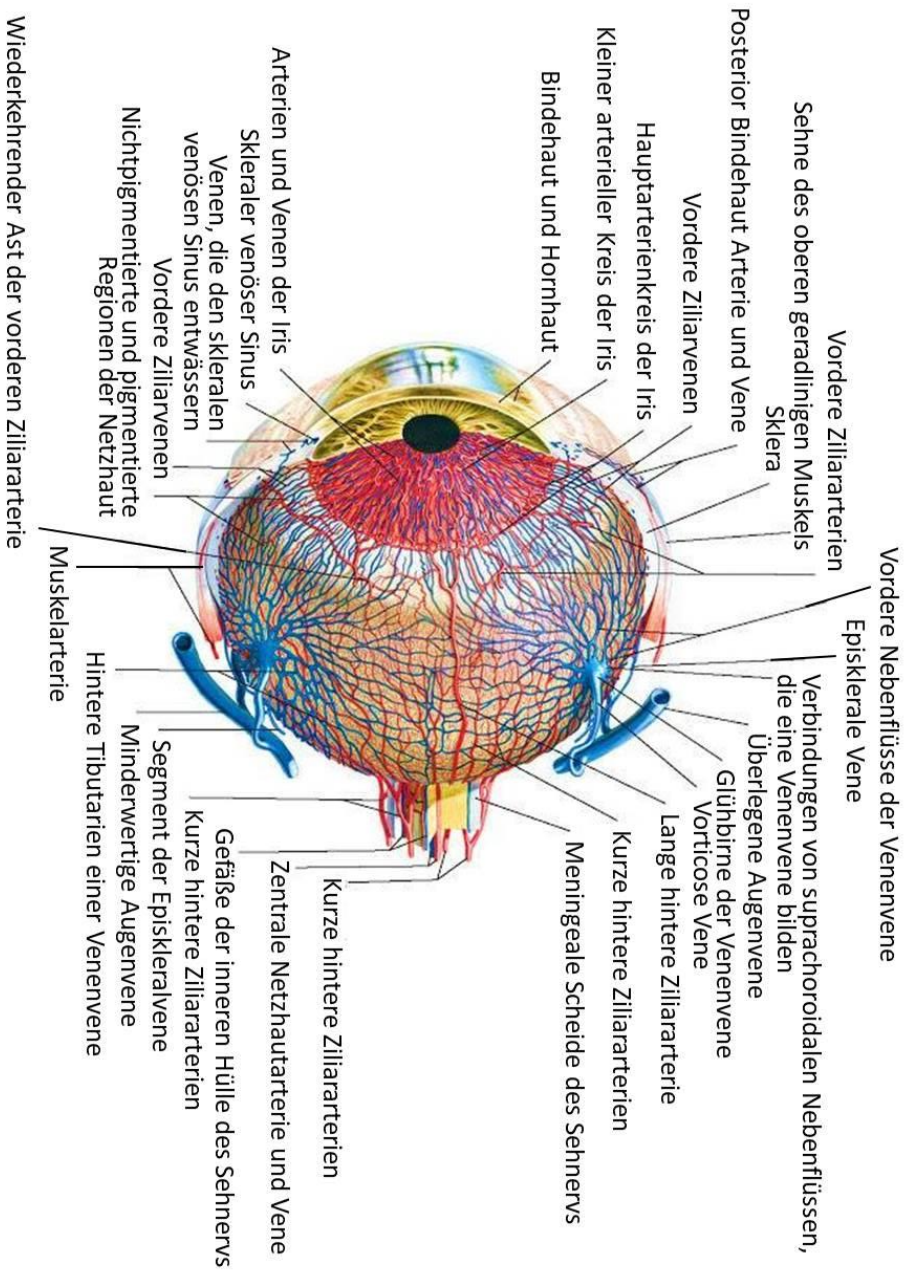 Vordere Nebenflüsse der Venenvene
Episklerale Vene
Verbindungen von suprachoroidalen Nebenflüssen,
die eine Venenvene bilden
Überlegene Augenvene
Glühbirne der Venenvene
Vorticose Vene
Lange hintere Ziliararterie
Kurze hintere Ziliararterien
Meningeale Scheide des Sehnervs
Vordere Ziliararterien
Sklera
Sehne des oberen geradlinigen Muskels
Posterior Bindehaut Arterie und Vene
Vordere Ziliarvenen
Hauptarterienkreis der Iris
Kleiner arterieller Kreis der Iris
Bindehaut und Hornhaut
Arterien und Venen der Iris
Skleraler venöser Sinus
Venen, die den skleralen
venösen Sinus entwässern
Vordere Ziliarvenen
Nichtpigmentierte und pigmentierte
Regionen der Netzhaut
Wiederkehrender Ast der vorderen Ziliararterie
Kurze hintere Ziliararterien
Zentrale Netzhautarterie und Vene
Gefäße der inneren Hülle des Sehnervs
Kurze hintere Ziliararterien
Segment der Episkleralvene
Minderwertige Augenvene
Hintere Tibutarien einer Venenvene
Muskelarterie